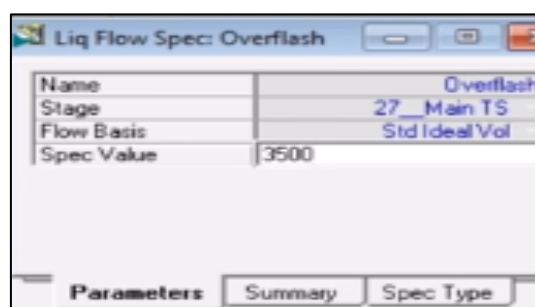 Liq Flow Spec: Overflash
Name Overflash
Stage 27__Main TS
Flow Basis Std Ideal Vol
Spec Value 3500
Parameters Summary Spec Type